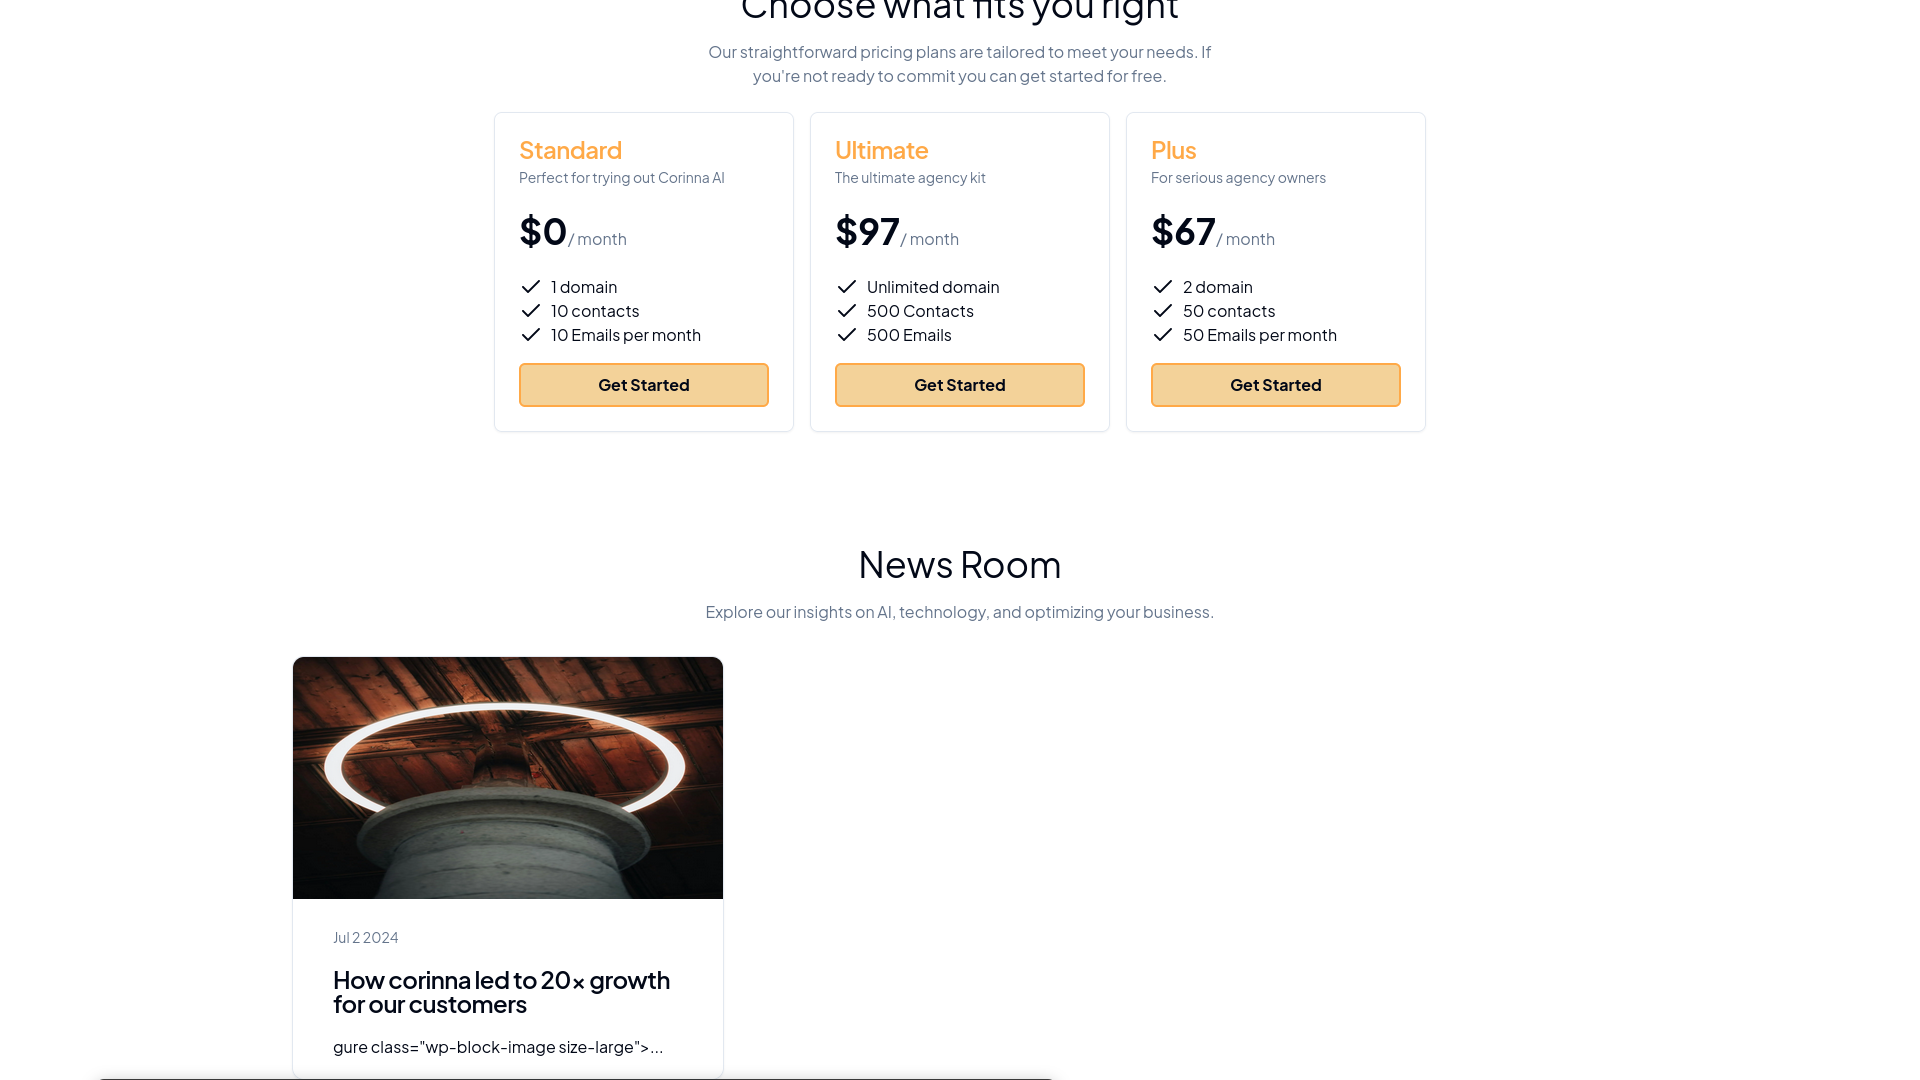 Choose what fits you right
Our straightforward pricing plans are tailored to meet your needs. If
you're not ready to commit you can get started for free.
Standard
Perfect for trying out Corinna AI
$0 / month
1 domain
10 contacts
10 Emails per month
Get Started
Ultimate
The ultimate agency kit
$97 / month
Unlimited domain
500 Contacts
500 Emails
Get Started
Plus
For serious agency owners
$67 / month
2 domain
50 contacts
50 Emails per month
Get Started
News Room
Explore our insights on AI, technology, and optimizing your business.
Jul 2 2024
How corinna led to 20× growth
for our customers
gure class="wp-block-image size-large">...